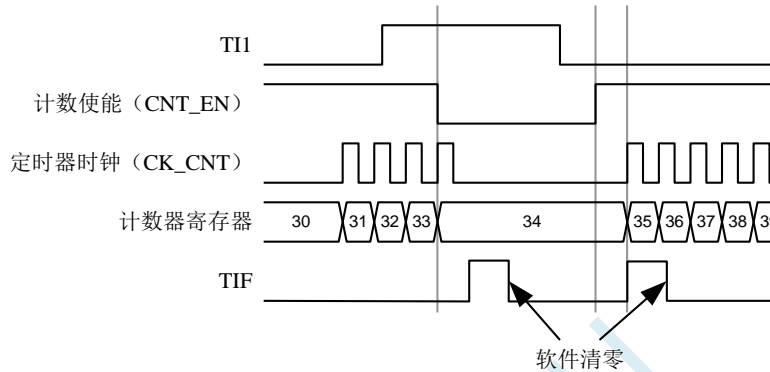 TI1
计数使能（CNT_EN）
定时器时钟（CK_CNT）
计数器寄存器 30 31 32 33 34 35 36 37 38
TIF
软件清零